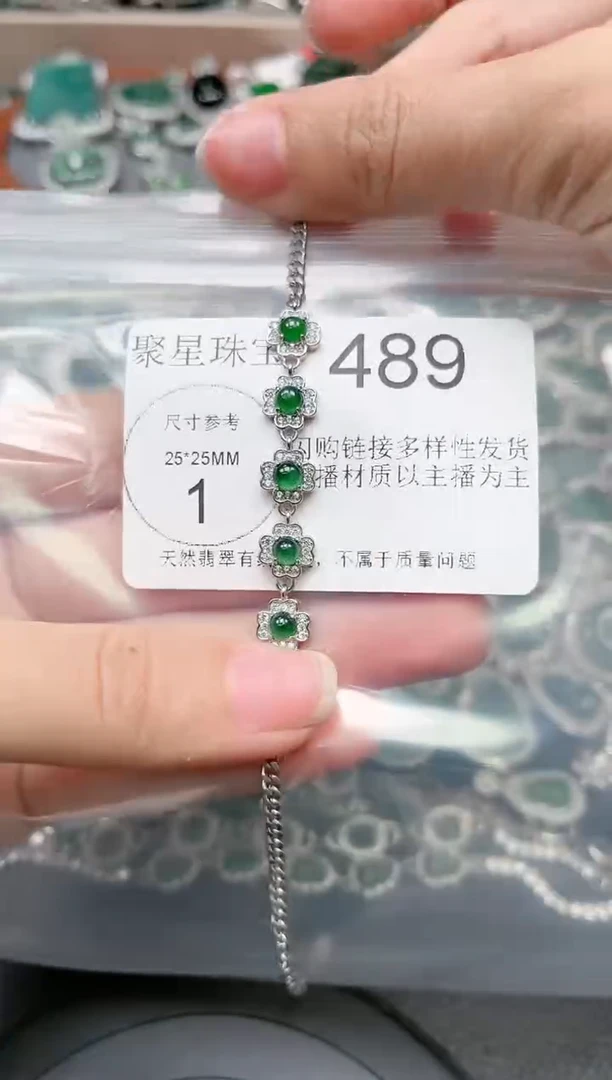 聚星珠宝
489
尺寸参考
25*25MM
1
闪购链接多样性发货
播材质以主播为主
天然翡翠有 ，不属于质量问题